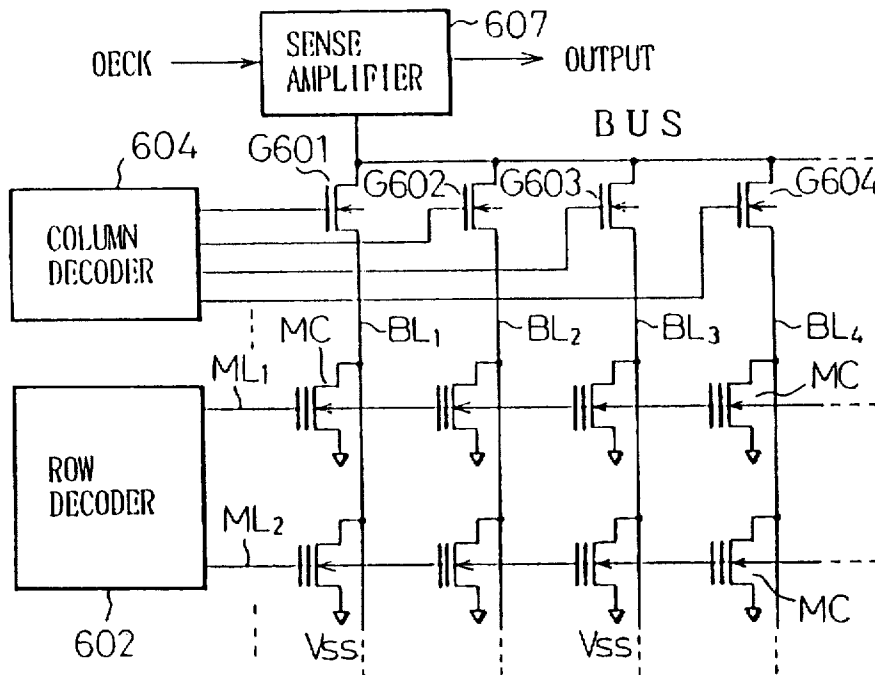 607
OECK
SENSE
AMPLIFIER
OUTPUT
BUS
604
G601
G602
G603
G604
COLUMN
DECODER
MC
BL1
BL2
BL3
BL4
ML1
MC
ROW
DECODER
ML2
MC
602
VSS
VSS